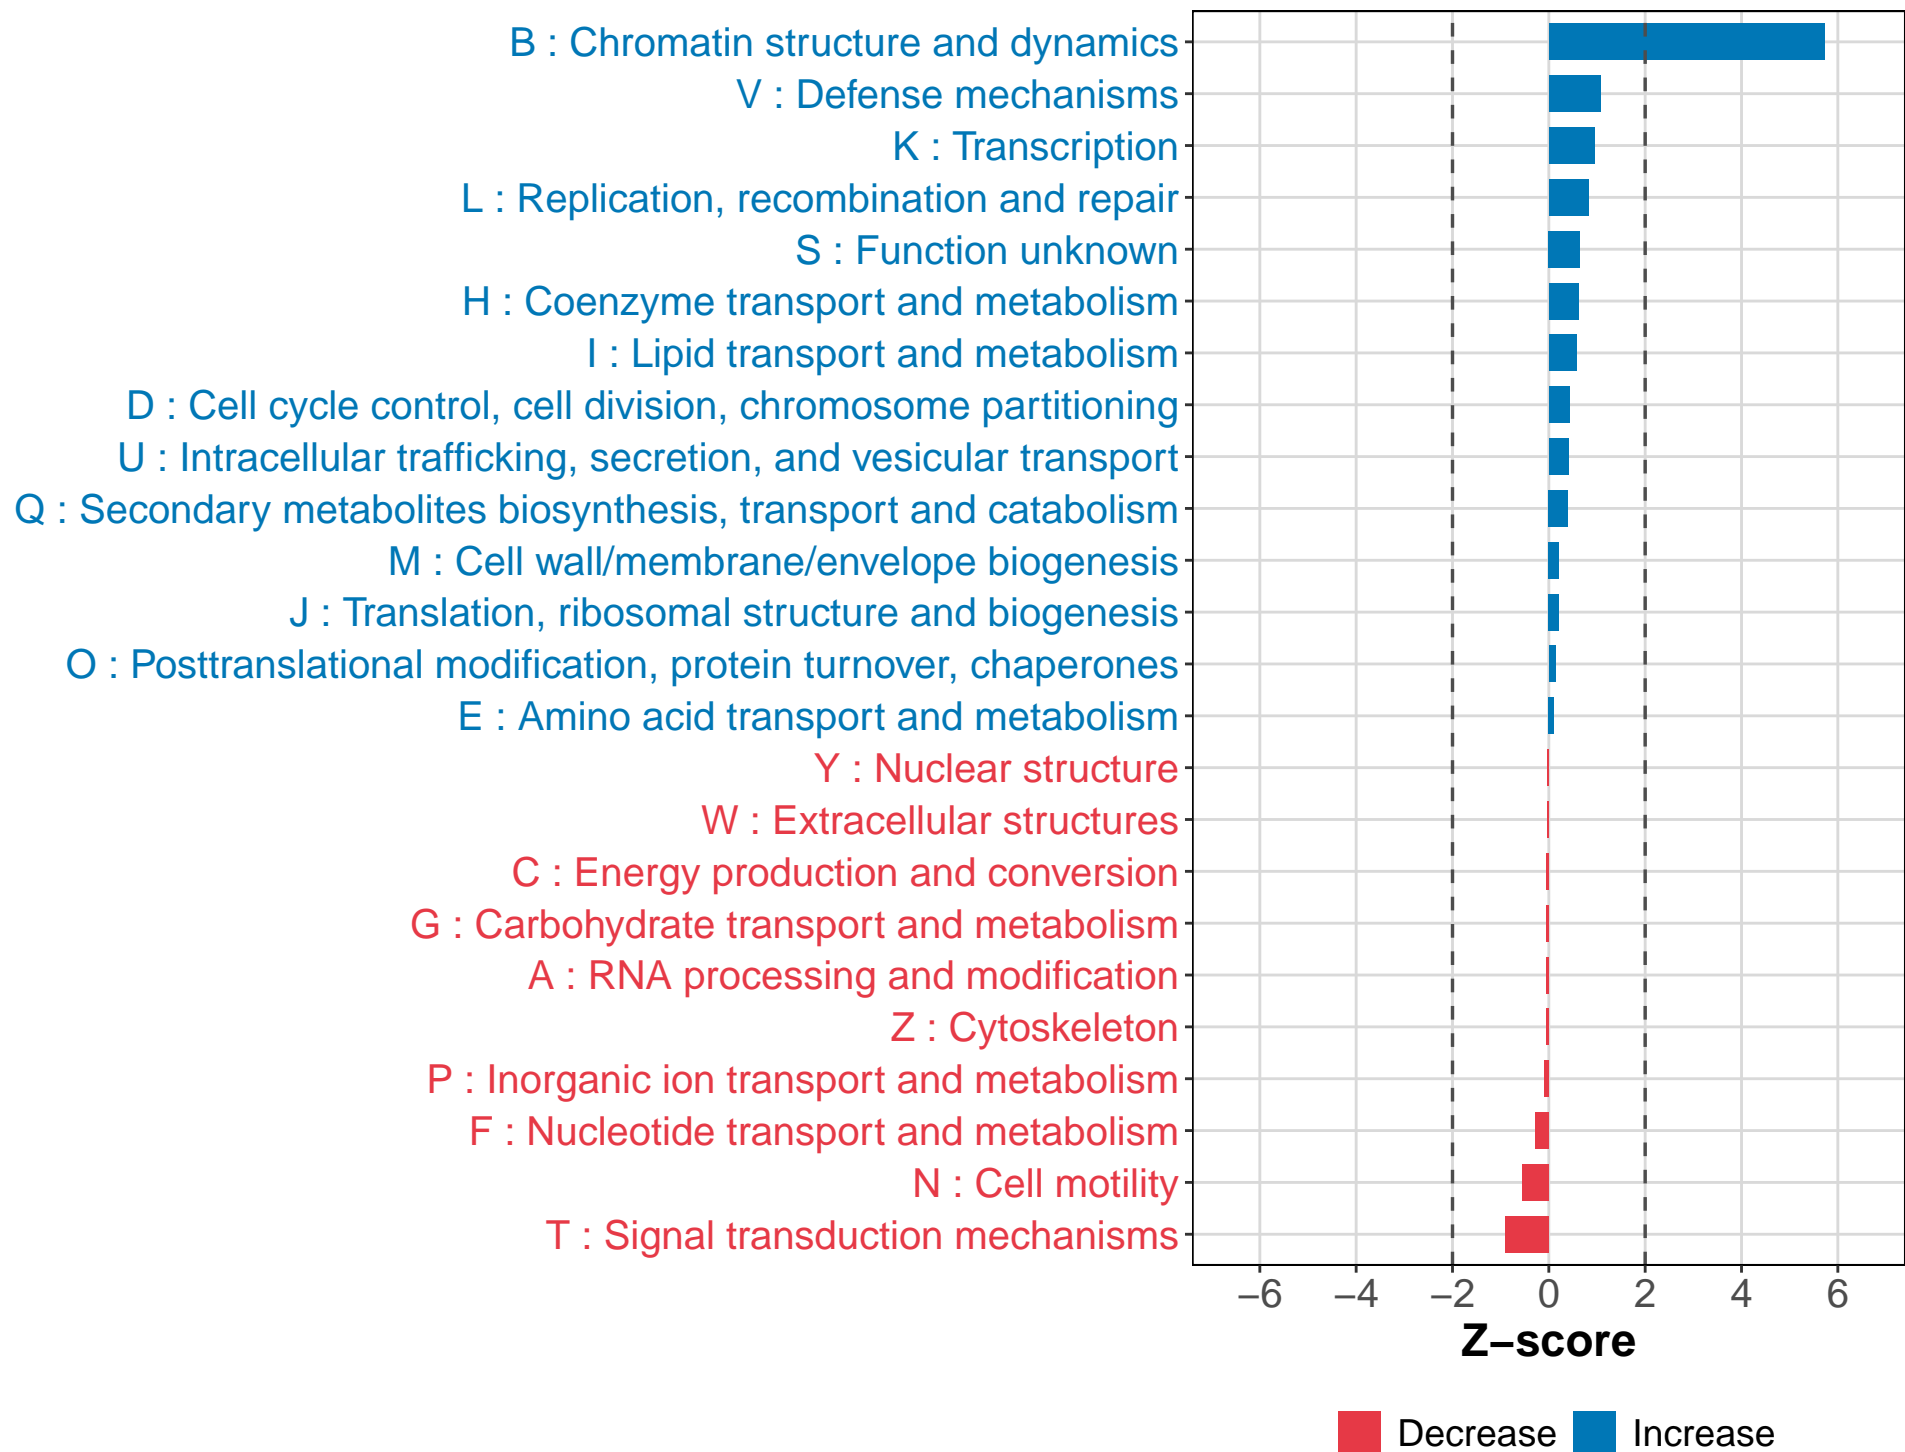 B : Chromatin structure and dynamics
V : Defense mechanisms
K : Transcription
L : Replication, recombination and repair
S : Function unknown
H : Coenzyme transport and metabolism
I : Lipid transport and metabolism
D : Cell cycle control, cell division, chromosome partitioning
U : Intracellular trafficking, secretion, and vesicular transport
Q : Secondary metabolites biosynthesis, transport and catabolism
M : Cell wall/membrane/envelope biogenesis
J : Translation, ribosomal structure and biogenesis
O : Posttranslational modification, protein turnover, chaperones
E : Amino acid transport and metabolism
Y : Nuclear structure
W : Extracellular structures
C : Energy production and conversion
G : Carbohydrate transport and metabolism
A : RNA processing and modification
Z : Cytoskeleton
P : Inorganic ion transport and metabolism
F : Nucleotide transport and metabolism
N : Cell motility
T : Signal transduction mechanisms
−6 −4 −2 0 2 4 6
Z−score
Decrease Increase